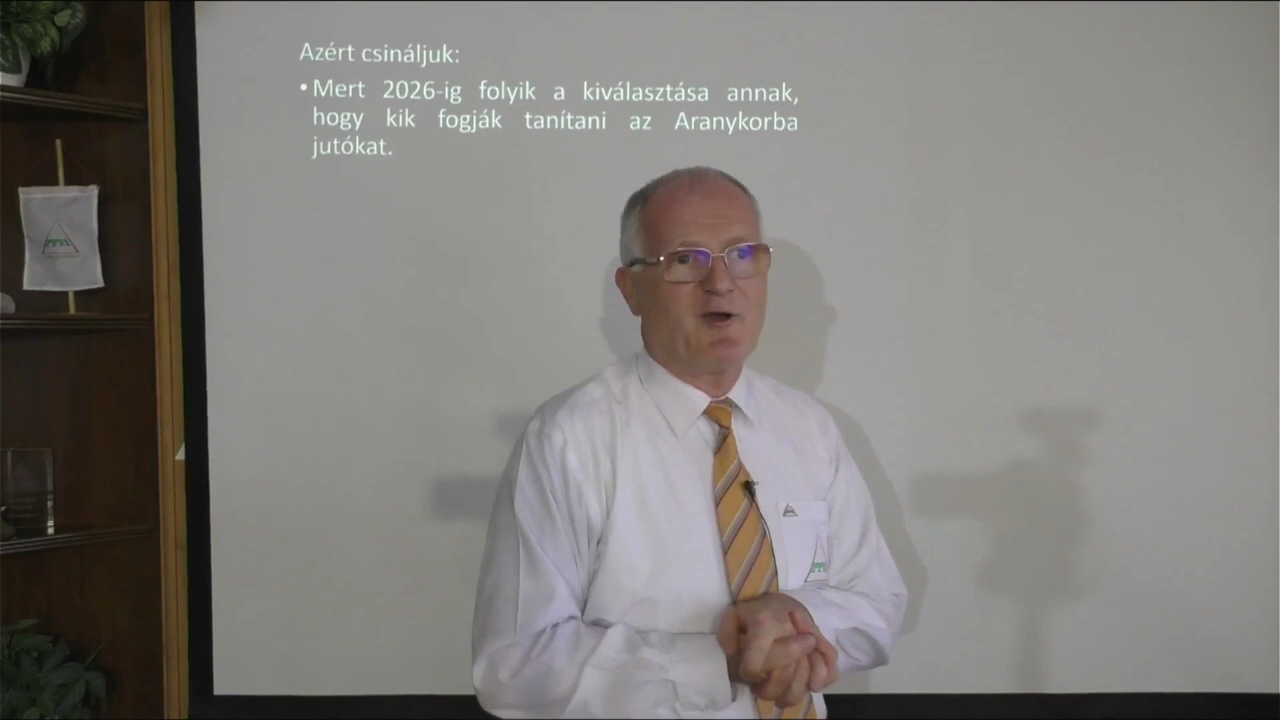 Azért csináljuk:
• Mert 2026-ig folyik a kiválasztása annak,
hogy kik fogják tanítani az Aranykorba
jutókat.